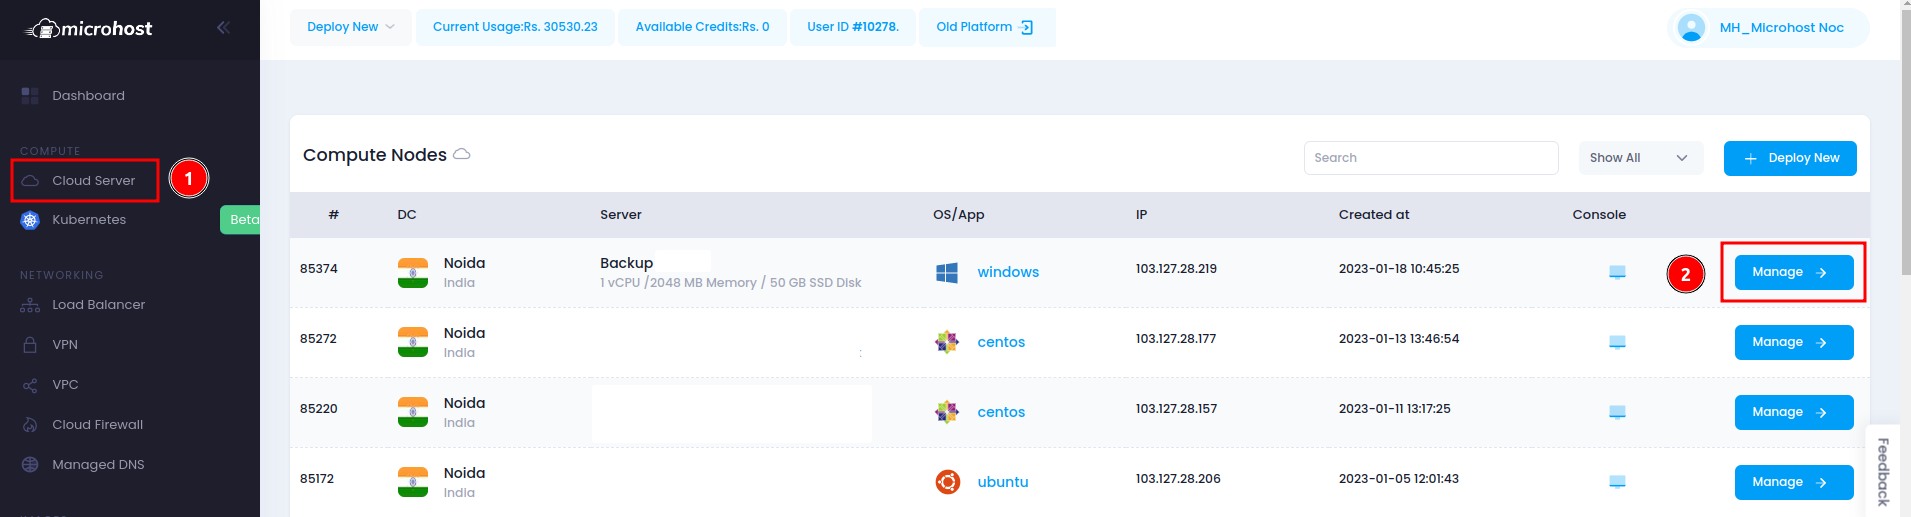 microhost
Deploy New
Current Usage:Rs. 30530.23
Available Credits:Rs. 0
User ID #10278.
Old Platform
MH_Microhost Noc
Dashboard
COMPUTE
Cloud Server
1
Kubernetes
Beta
NETWORKING
Load Balancer
VPN
VPC
Cloud Firewall
Managed DNS
Compute Nodes
Search
Show All
+ Deploy New
# DC Server OS/App IP Created at Console
85374 Noida Backup windows 103.127.28.219 2023-01-18 10:45:25 2 Manage →
India 1 vCPU /2048 MB Memory / 50 GB SSD DIsk
85272 Noida centos 103.127.28.177 2023-01-13 13:46:54 Manage →
India :
85220 Noida centos 103.127.28.157 2023-01-11 13:17:25 Manage →
India
85172 Noida ubuntu 103.127.28.206 2023-01-05 12:01:43 Manage →
India
Feedback